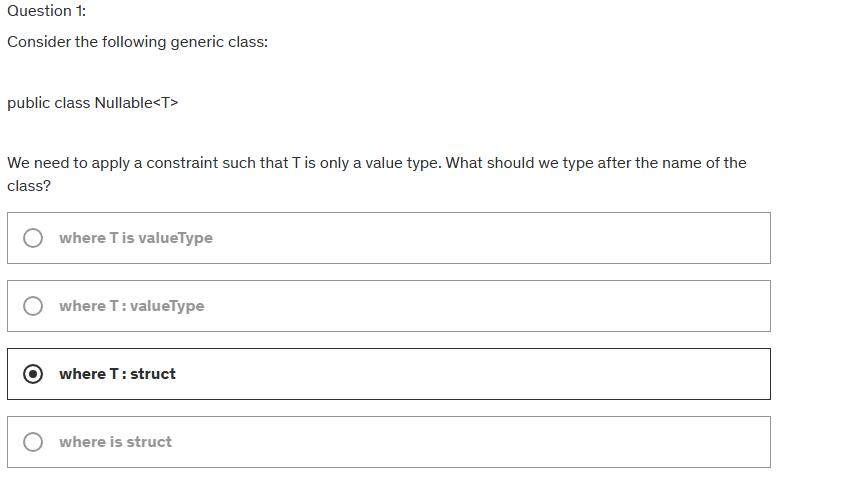 Question 1:
Consider the following generic class:
public class Nullable<T>
We need to apply a constraint such that T is only a value type. What should we type after the name of the
class?
where T is valueType
where T : valueType
where T : struct
where is struct